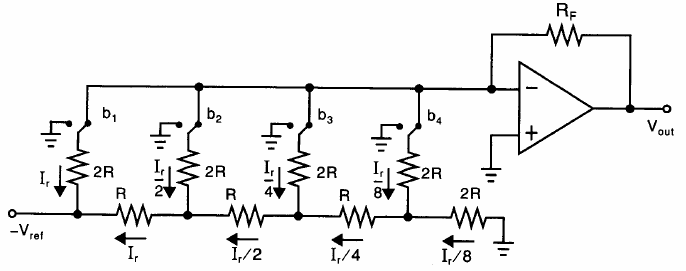 R_F
b_1
b_2
b_3
b_4
−
+
V_out
I_r
2R
I_r/2
2R
I_r/4
2R
I_r/8
2R
R
R
R
2R
−V_ref
I_r
I_r/2
I_r/4
I_r/8